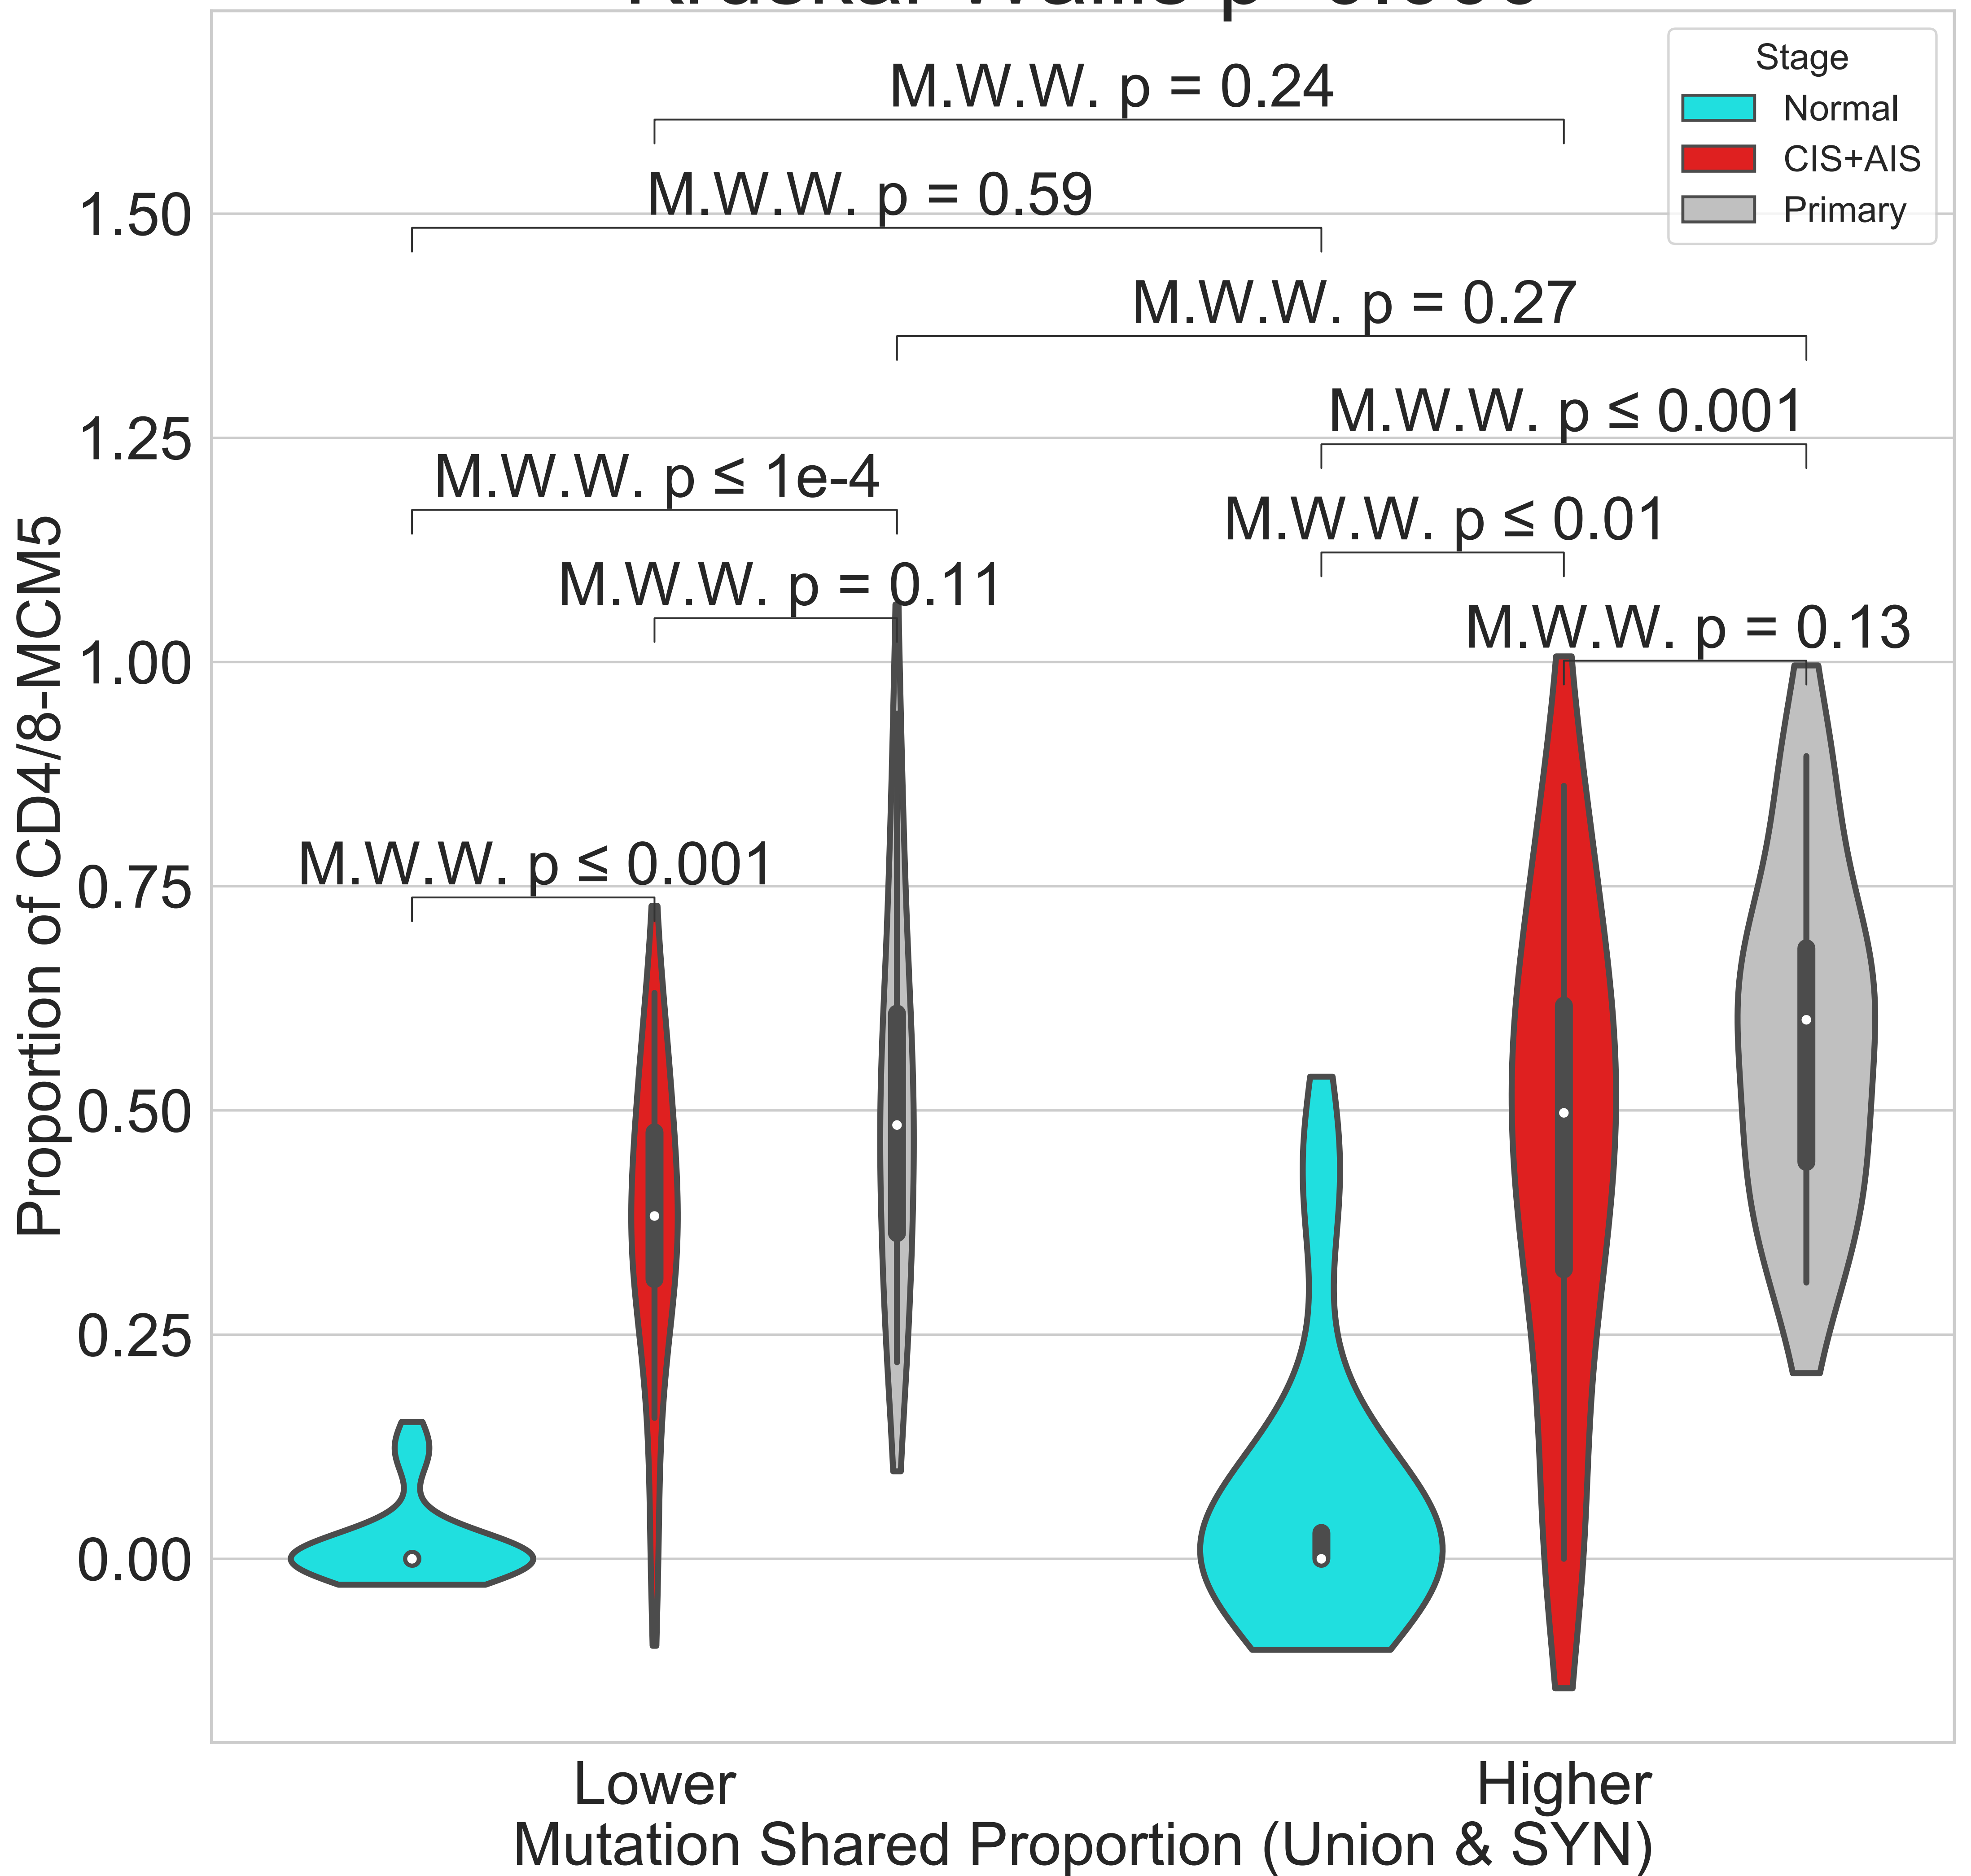 M.W.W. p = 0.24
Stage
Normal
CIS+AIS
Primary
M.W.W. p = 0.59
1.50
M.W.W. p = 0.27
M.W.W. p ≤ 0.001
1.25
M.W.W. p ≤ 1e-4
M.W.W. p ≤ 0.01
M.W.W. p = 0.11
M.W.W. p = 0.13
1.00
M.W.W. p ≤ 0.001
0.75
0.50
0.25
0.00
Proportion of CD4/8-MCM5
Lower
Higher
Mutation Shared Proportion (Union & SYN)